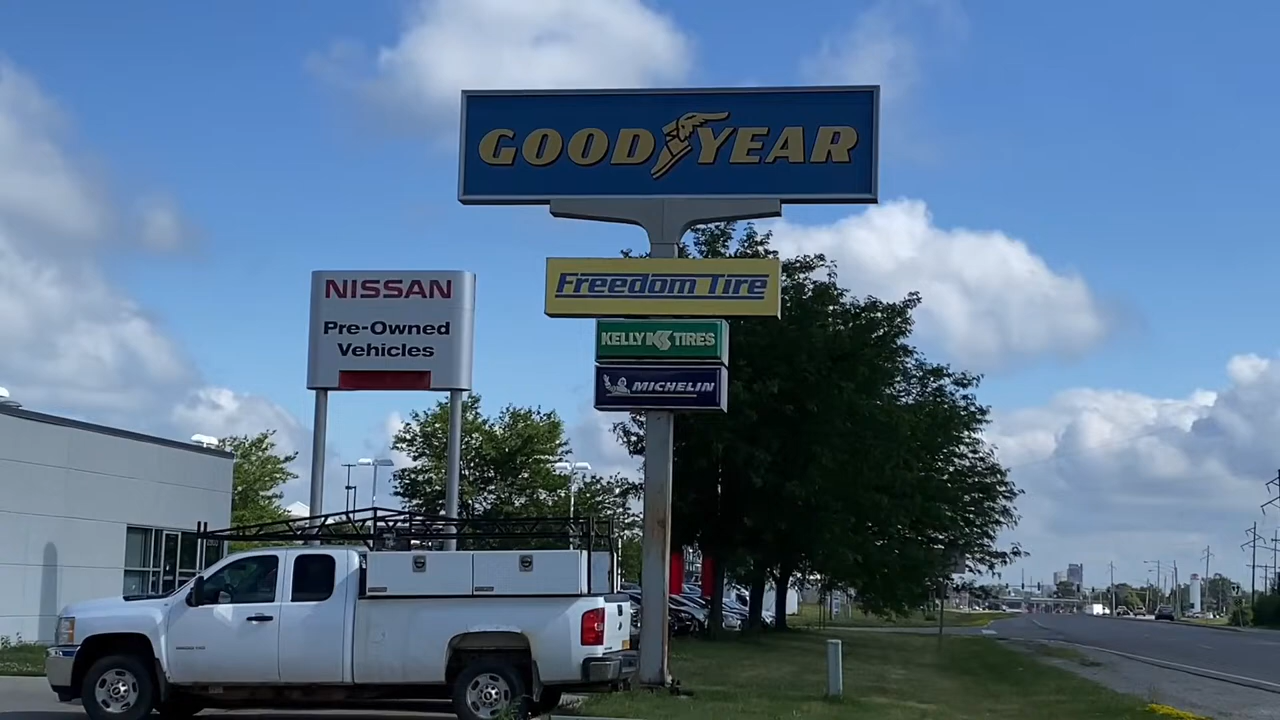 GOODYEAR
Freedom Tire
KELLY TIRES
MICHELIN
NISSAN
Pre-Owned
Vehicles